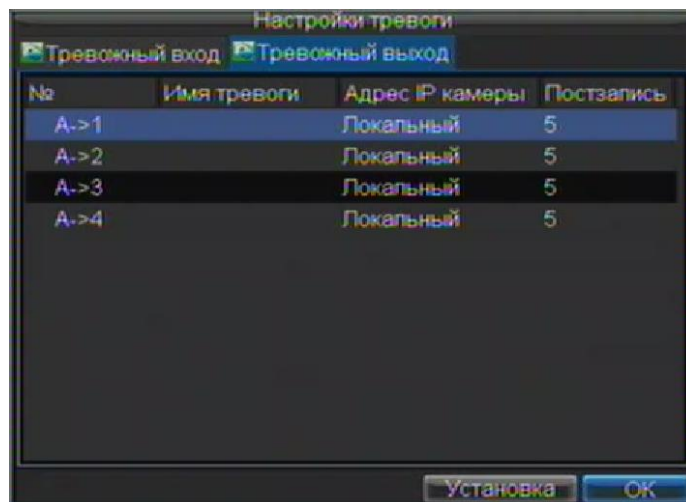 Настройки тревоги
Тревожный вход Тревожный выход
№ Имя тревоги Адрес IP камеры Постзапись
A->1 Локальный 5
A->2 Локальный 5
A->3 Локальный 5
A->4 Локальный 5
Установка OK